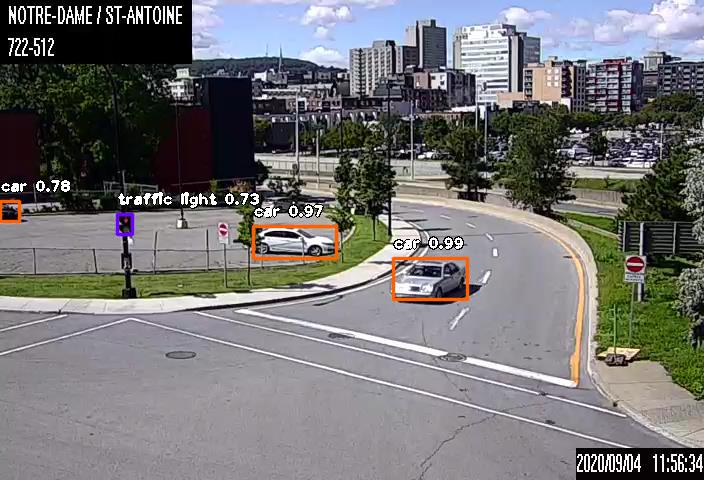 NOTRE-DAME / ST-ANTOINE
722-512
car 0.78
traffic light 0.73
car 0.97
car 0.99
2020/09/04 11:56:34